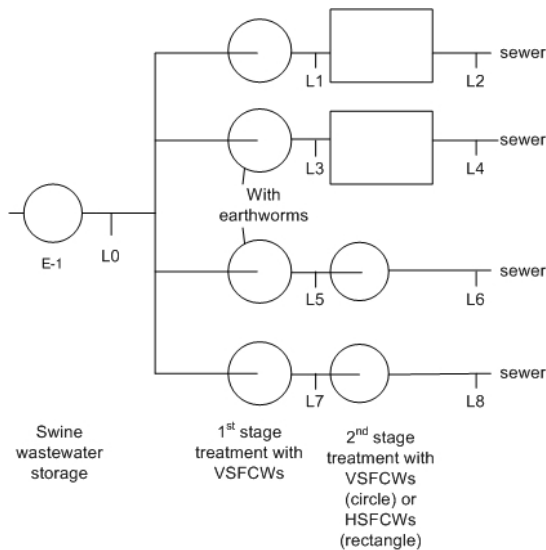 sewer
L1
L2
sewer
L3
L4
With
earthworms
E-1
L0
sewer
L5
L6
sewer
L7
L8
Swine
wastewater
storage
1st stage
treatment with
VSFCWs
2nd stage
treatment with
VSFCWs
(circle) or
HSFCWs
(rectangle)